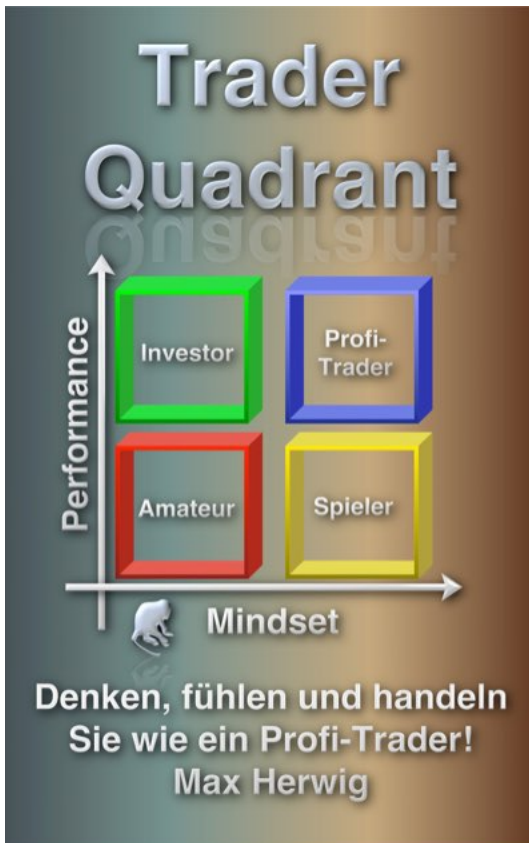 Trader
Quadrant
Performance
Investor
Profi-
Trader
Amateur
Spieler
Mindset
Denken, fühlen und handeln
Sie wie ein Profi-Trader!
Max Herwig